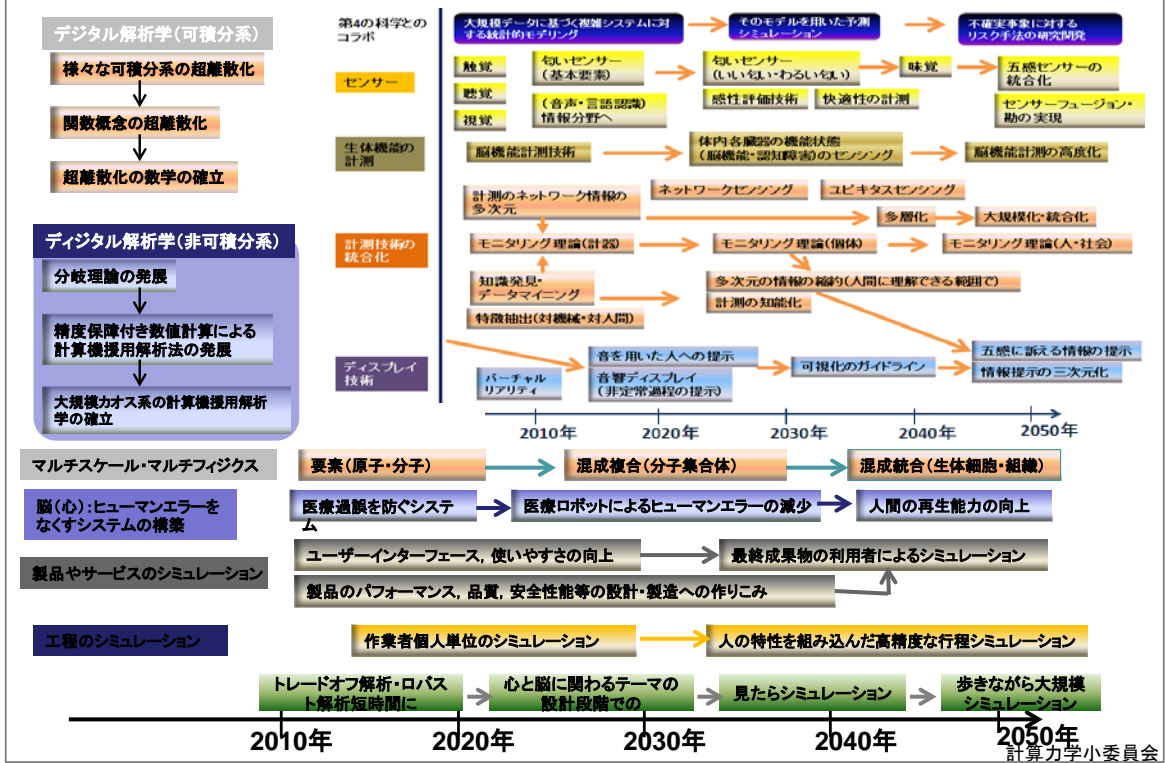 デジタル解析学(可積分系)
様々な可積分系の超離散化
関数概念の超離散化
超離散化の数学の確立
ディジタル解析学(非可積分系)
分岐理論の発展
精度保障付き数値計算による
計算機援用解析法の発展
大規模カオス系の計算機援用解析
学の確立
第4の科学との
コラボ
大規模データに基づく複雑システムに対
する統計的モデリング
そのモデルを用いた予測
シミュレーション
不確実事象に対する
リスク手法の研究開発
センサー
触覚
聴覚
視覚
匂いセンサー
(基本要素)
(音声・言語認識)
情報分野へ
匂いセンサー
(いい匂い・わるい匂い)
感性評価技術
快適性の計測
味覚
五感センサーの
統合化
センサーフュージョン・
勘の実現
生体機能の
計測
脳機能計測技術
体内各臓器の機能状態
(脳機能・認知障害)のセンシング
脳機能計測の高度化
計測技術の
統合化
計測のネットワーク情報の
多次元
ネットワークセンシング
ユビキタスセンシング
多層化
大規模化・統合化
モニタリング理論(計器)
モニタリング理論(個体)
モニタリング理論(人・社会)
知識発見・
データマイニング
特徴抽出(対機械・対人間)
多次元の情報の縮約(人間に理解できる範囲で)
計測の知能化
ディスプレイ
技術
バーチャル
リアリティ
音を用いた人への提示
音響ディスプレイ
(非定常過程の提示)
可視化のガイドライン
五感に訴える情報の提示
情報提示の三次元化
2010年
2020年
2030年
2040年
2050年
マルチスケール・マルチフィジクス
要素(原子・分子)
混成複合(分子集合体)
混成統合(生体細胞・組織)
脳(心):ヒューマンエラーを
なくすシステムの構築
医療過誤を防ぐシステ
ム
医療ロボットによるヒューマンエラーの減少
人間の再生能力の向上
製品やサービスのシミュレーション
ユーザーインターフェース, 使いやすさの向上
最終成果物の利用者によるシミュレーション
製品のパフォーマンス, 品質, 安全性能等の設計・製造への作りこみ
工程のシミュレーション
作業者個人単位のシミュレーション
人の特性を組み込んだ高精度な行程シミュレーション
トレードオフ解析・ロバス
ト解析短時間に
心と脳に関わるテーマの
設計段階での
見たらシミュレーション
歩きながら大規模
シミュレーション
2010年
2020年
2030年
2040年
2050年
計算力学小委員会